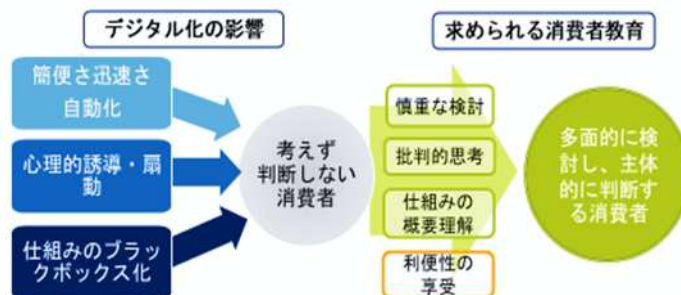 デジタル化の影響
求められる消費者教育
簡便さ迅速さ
自動化
心理的誘導・扇
動
仕組みのブラッ
クボックス化
考えず
判断しない
消費者
慎重な検討
批判的思考
仕組みの
概要理解
利便性の
享受
多面的に検
討し、主体
的に判断す
る消費者